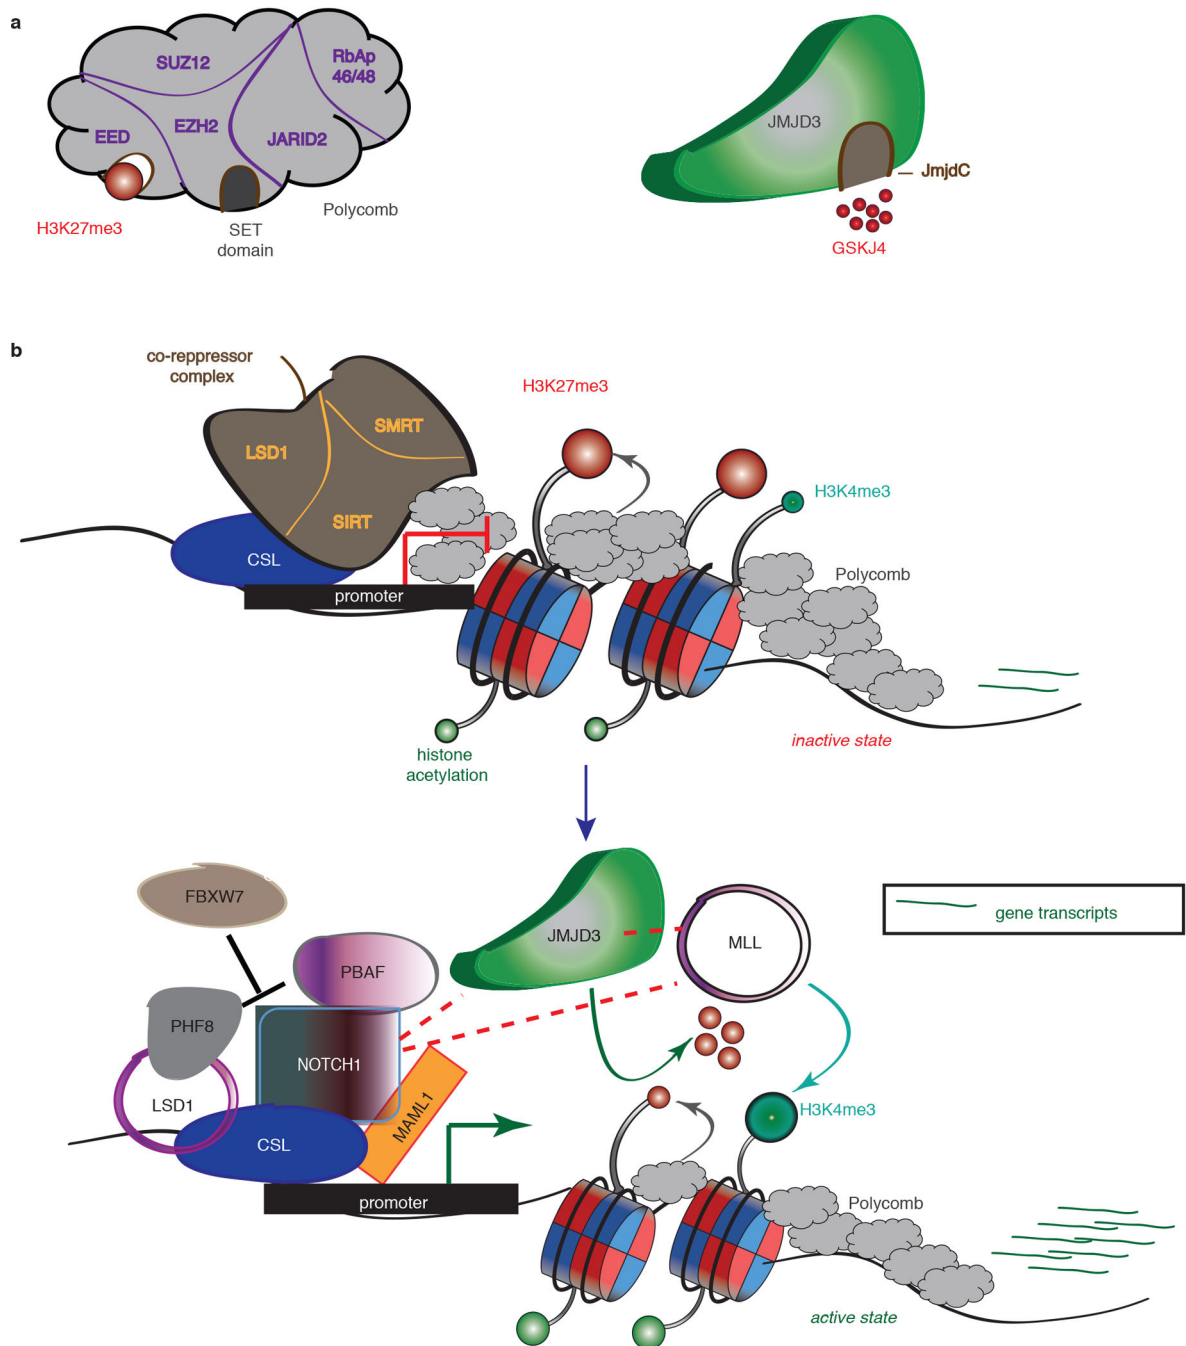 a
SUZ12
RbAp
46/48
EED
EZH2
JARID2
H3K27me3
SET
domain
Polycomb
JMJD3
JmjdC
GSKJ4
b
co-reppressor
complex
LSD1
SMRT
SIRT
CSL
promoter
H3K27me3
H3K4me3
Polycomb
histone
acetylation
inactive state
FBXW7
PBAF
PHF8
NOTCH1
LSD1
CSL
MAML1
promoter
JMJD3
MLL
gene transcripts
H3K4me3
Polycomb
active state